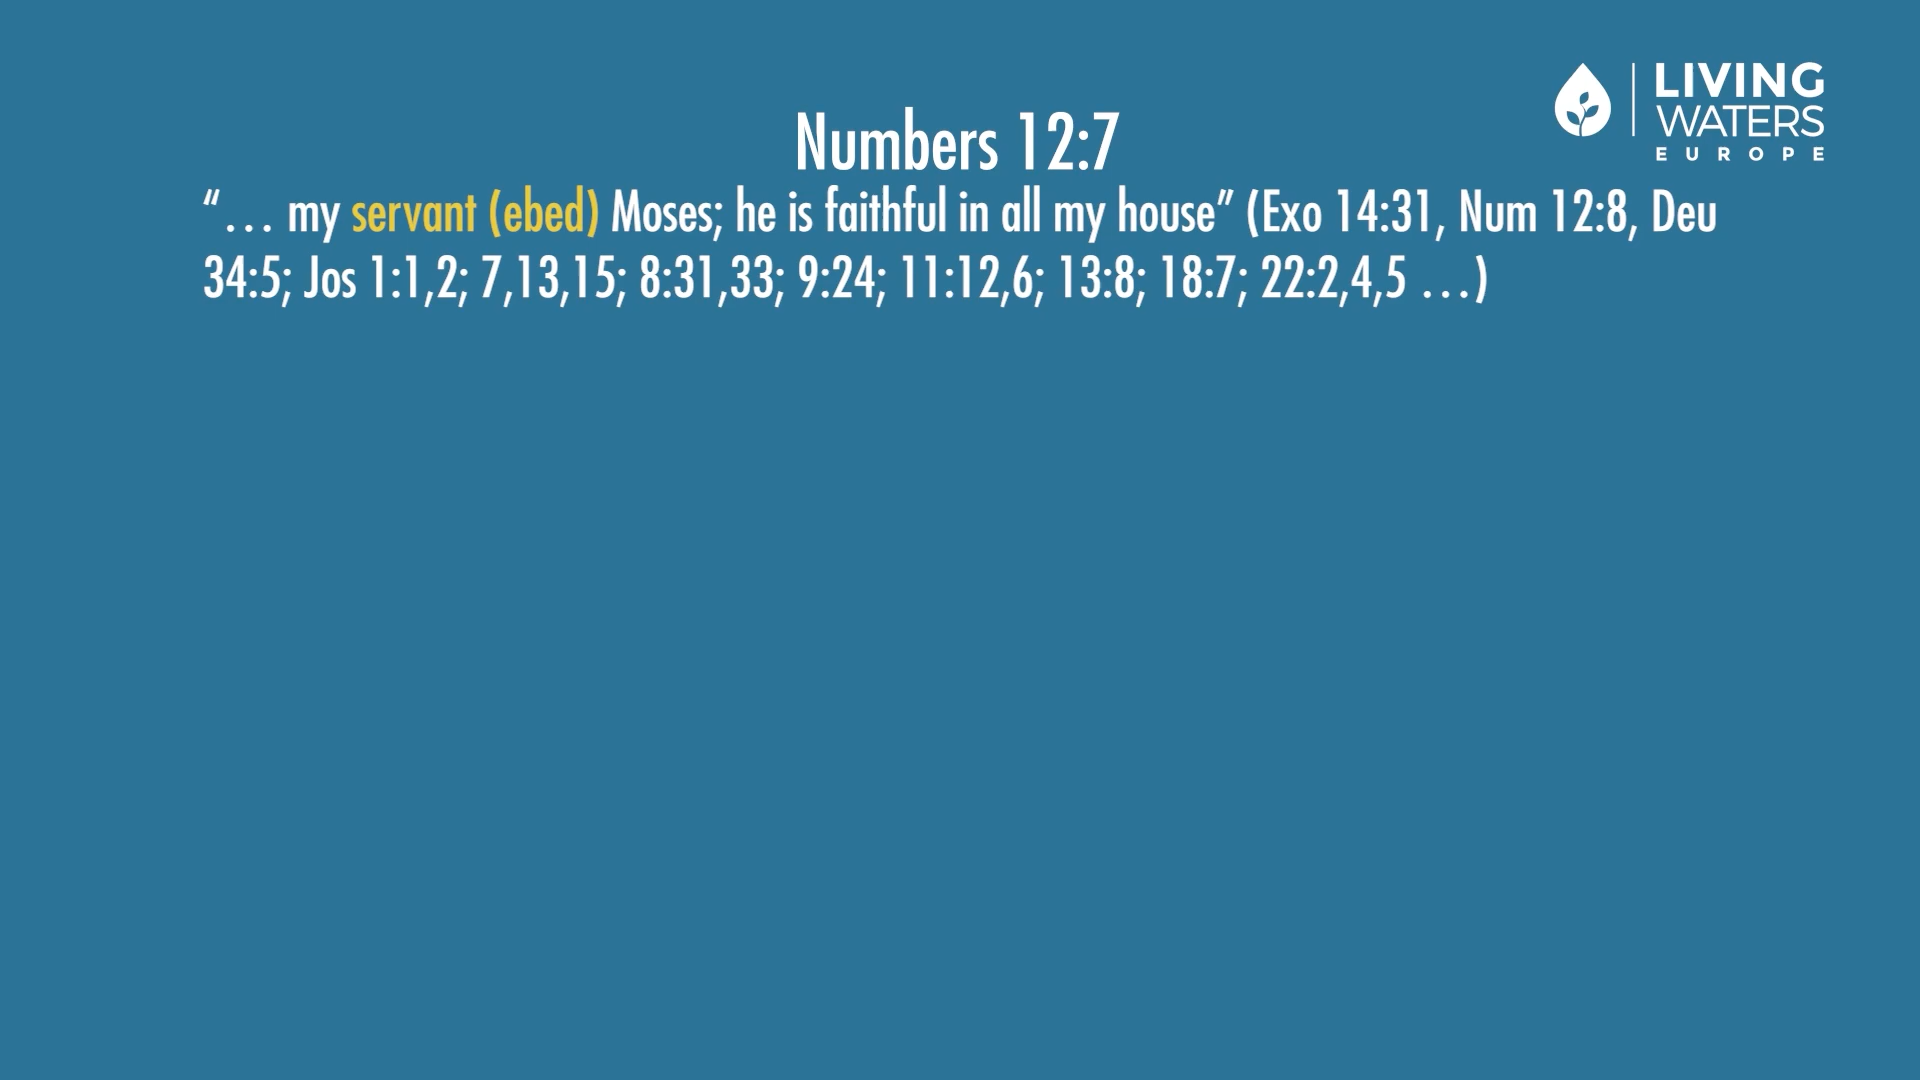 LIVING
WATERS
EUROPE
Numbers 12:7
“… my servant (ebed) Moses; he is faithful in all my house” (Exo 14:31, Num 12:8, Deu
34:5; Jos 1:1,2; 7,13,15; 8:31,33; 9:24; 11:12,6; 13:8; 18:7; 22:2,4,5 …)